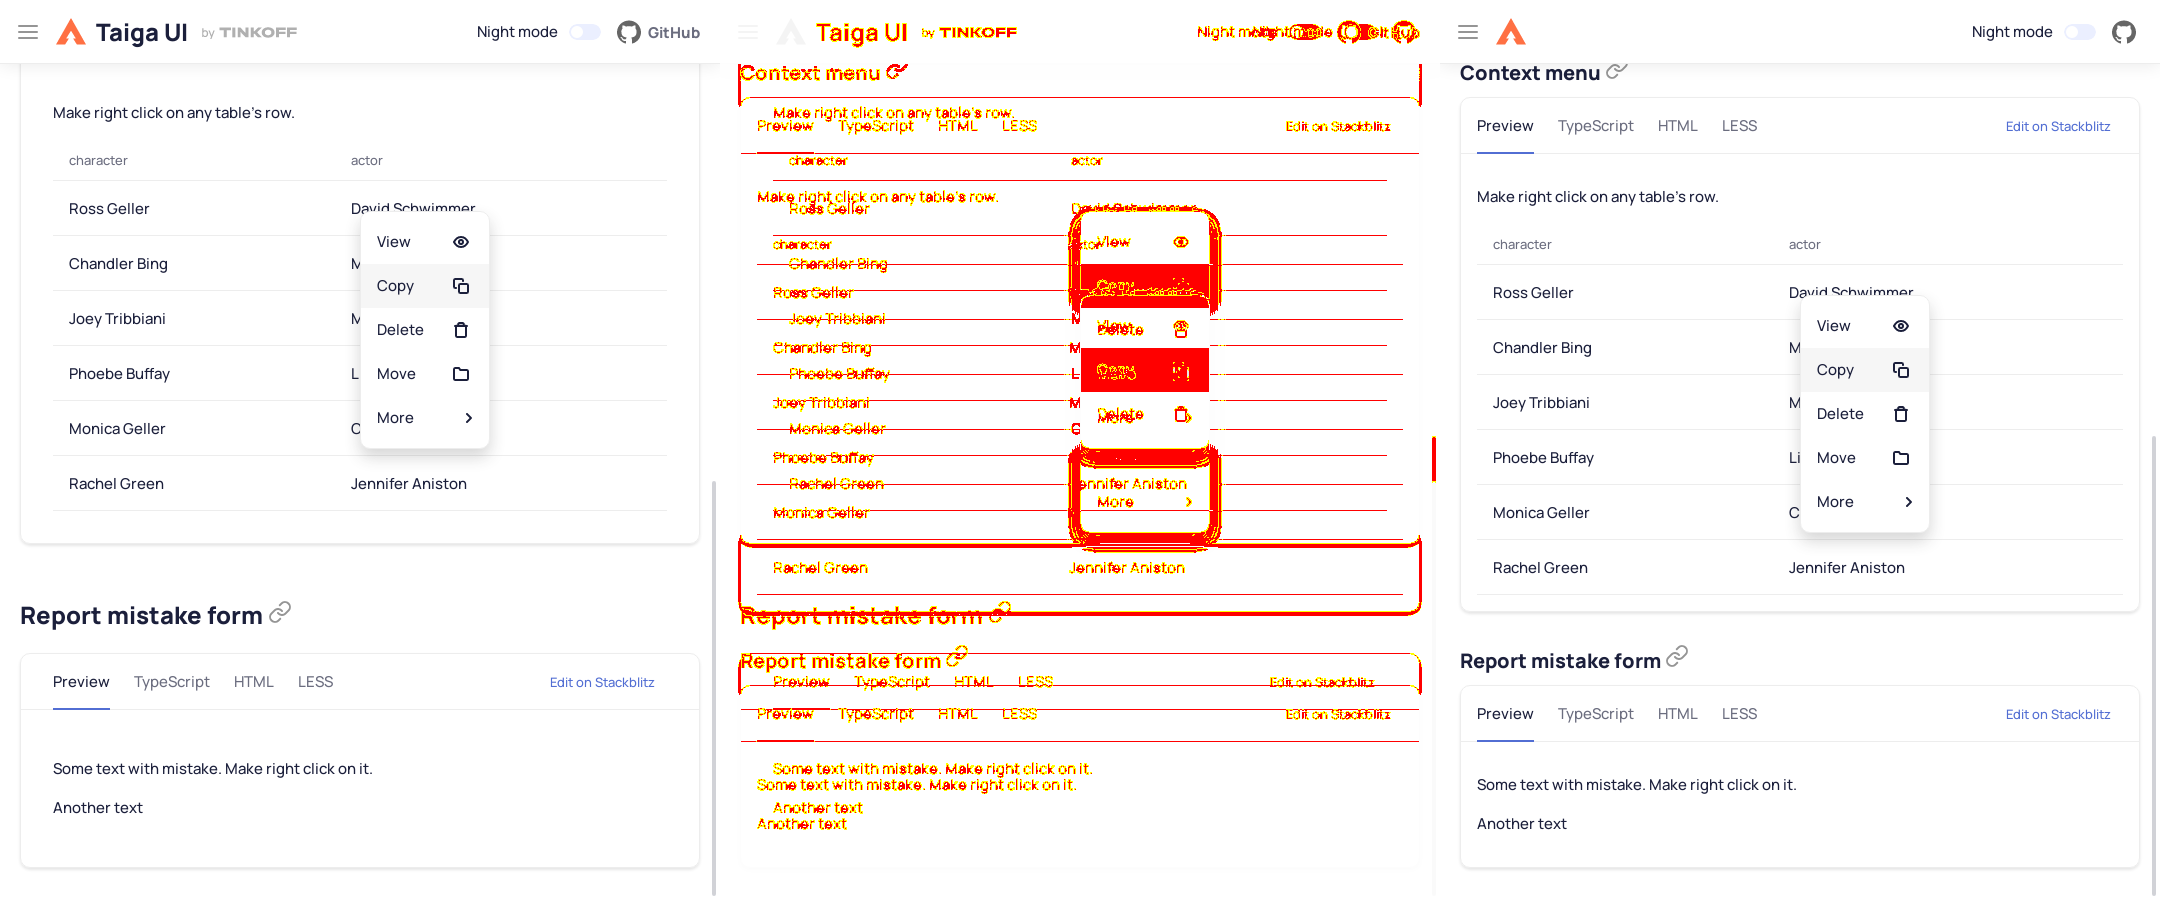 Taiga UI by TINKOFF Night mode GitHub
Make right click on any table's row.
character actor
Ross Geller David Schwimmer
Chandler Bing M
Joey Tribbiani M
Phoebe Buffay L
Monica Geller C
Rachel Green Jennifer Aniston
View
Copy
Delete
Move
More
Report mistake form
Preview TypeScript HTML LESS Edit on Stackblitz
Some text with mistake. Make right click on it.
Another text
Taiga UI by TINKOFF
Context menu
Make right click on any table's row.
Preview TypeScript HTML LESS Edit on Stackblitz
character actor
Make right click on any table's row.
Ross Geller
character
View
Chandler Bing
Ross Geller
Copy
Joey Tribbiani M
View
Delete
Chandler Bing M
Phoebe Buffay L
Joey Tribbiani M
Delete
More
Monica Geller C
Phoebe Buffay
Rachel Green Jennifer Aniston
More
Monica Geller
Rachel Green Jennifer Aniston
Report mistake form
Report mistake form
Preview TypeScript HTML LESS Edit on Stackblitz
Preview TypeScript HTML LESS Edit on Stackblitz
Some text with mistake. Make right click on it.
Some text with mistake. Make right click on it.
Another text
Another text
Night mode
Context menu
Preview TypeScript HTML LESS Edit on Stackblitz
Make right click on any table's row.
character actor
Ross Geller David Schwimmer
Chandler Bing M
Joey Tribbiani M
Phoebe Buffay Li
Monica Geller C
Rachel Green Jennifer Aniston
View
Copy
Delete
Move
More
Report mistake form
Preview TypeScript HTML LESS Edit on Stackblitz
Some text with mistake. Make right click on it.
Another text